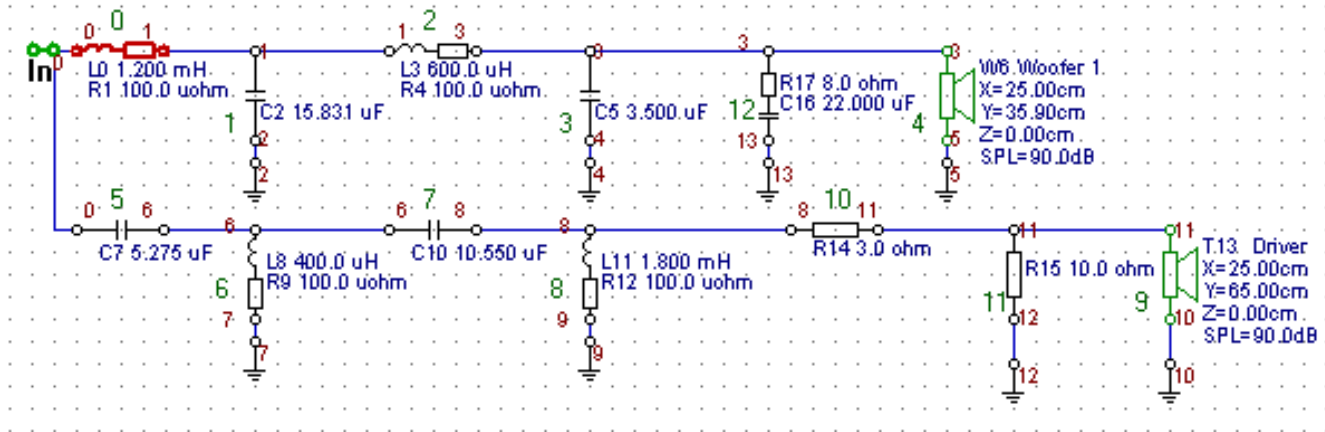 0 0 1 2 1 3 3
In 0
L0 1.200 mH
R1 100.0 uohm
1
L3 600.0 uH
R4 100.0 uohm
3
3
W6 Woofer 1
X=25.00cm
Y=35.90cm
Z=0.00cm
SPL=90.0dB
1 C2 15.831 uF
2
2
3 C5 3.500 uF
4
4
R17 8.0 ohm
C16 22.000 uF
12
13
13
4
5
5
0 5 6
C7 5.275 uF
6 6
6 7 8
C10 10.550 uF
8
8 10 11
R14 3.0 ohm
11
11
L8 400.0 uH
R9 100.0 uohm
6
7
7
L11 1.800 mH
R12 100.0 uohm
8
9
9
R15 10.0 ohm
11
12
12
T13 Driver
X=25.00cm
Y=65.00cm
Z=0.00cm
SPL=90.0dB
9
10
10